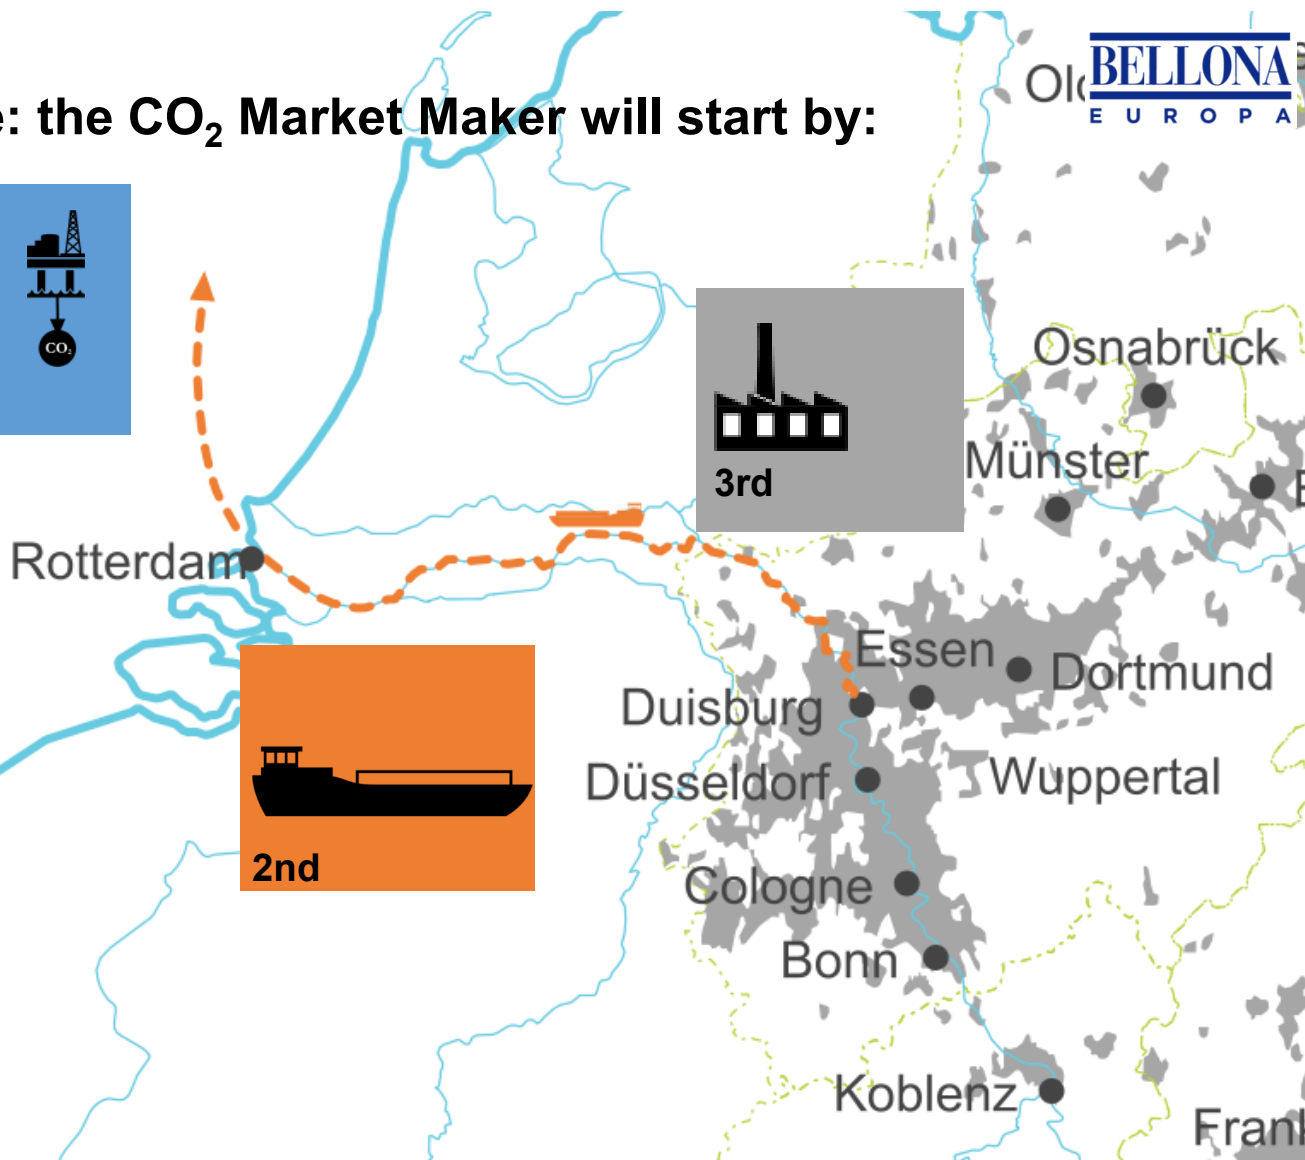 e: the CO₂ Market Maker will start by:
BELLONA
EUROPA
CO₂
Osnabrück
Münster
3rd
Rotterdam
Essen
Dortmund
Duisburg
Düsseldorf
Wuppertal
2nd
Cologne
Bonn
Koblenz